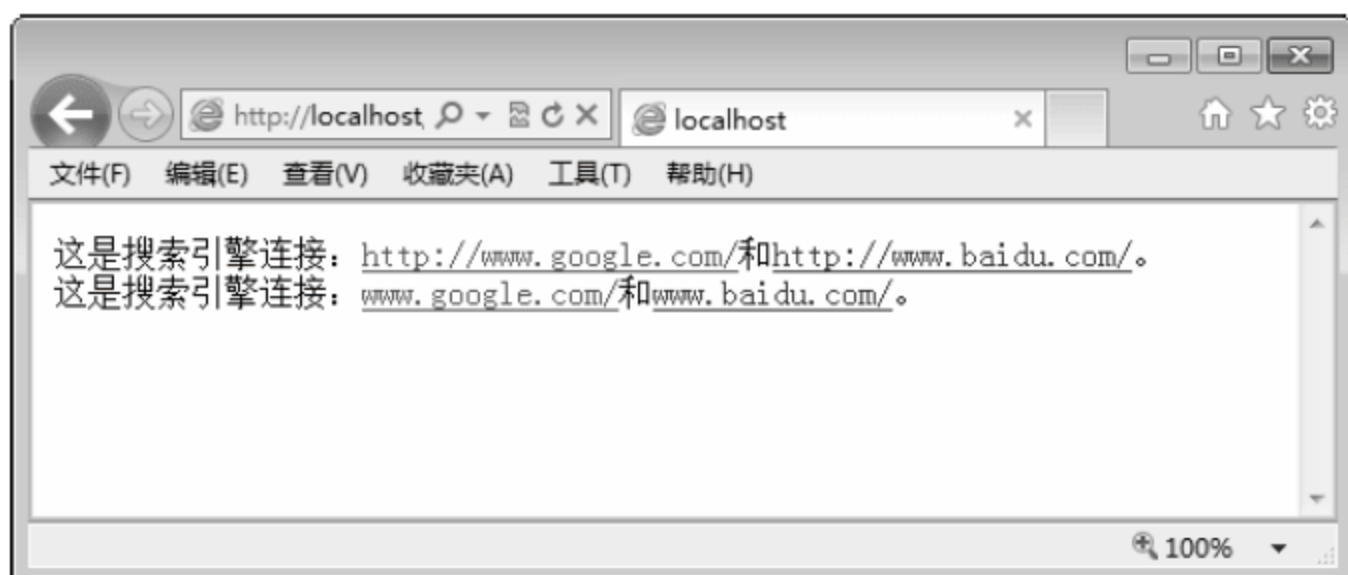 http://localhost
localhost
文件(F) 编辑(E) 查看(V) 收藏夹(A) 工具(T) 帮助(H)
这是搜索引擎连接：http://www.google.com/和http://www.baidu.com/。
这是搜索引擎连接：www.google.com/和www.baidu.com/。
100%